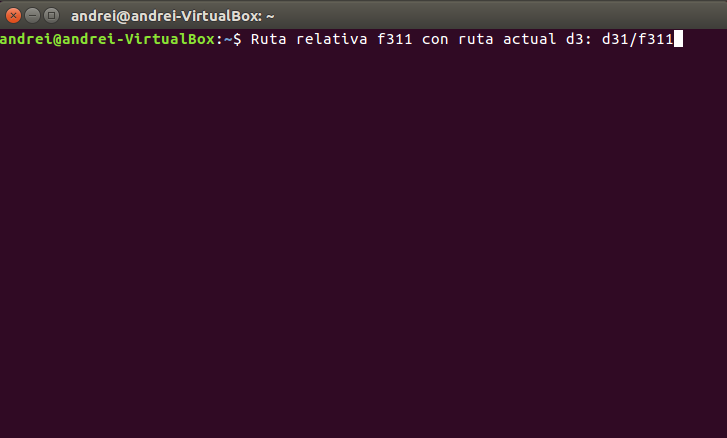 andrei@andrei-VirtualBox: ~
andrei@andrei-VirtualBox:~$ Ruta relativa f311 con ruta actual d3: d31/f311